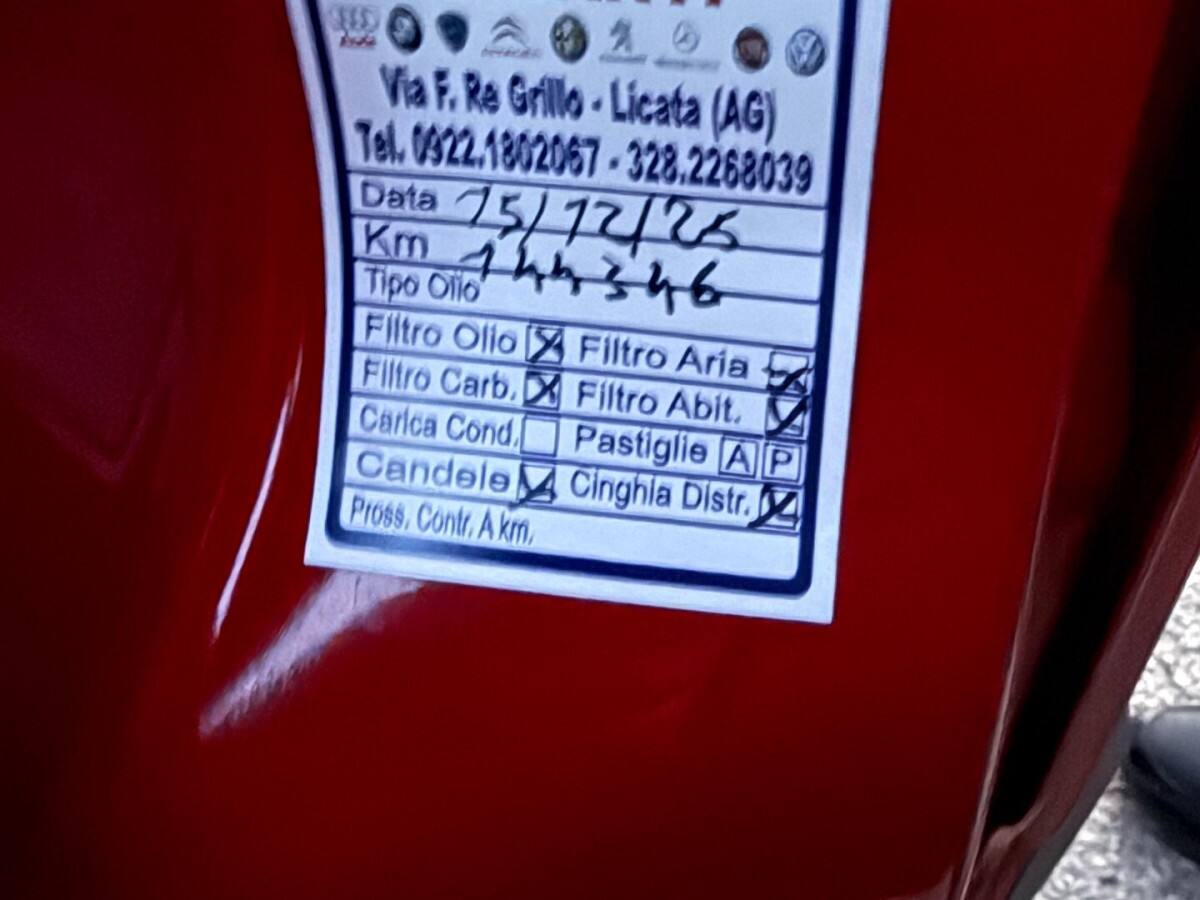 Via F. Re Grillo - Licata (AG)
Tel. 0922.1802067 - 328.2268039
Data 15/12/25
Km 144346
Tipo Olio
Filtro Olio X Filtro Aria X
Filtro Carb. X Filtro Abit. X
Carica Cond. Pastiglie A P
Candele X Cinghia Distr. X
Pross. Contr. A km.